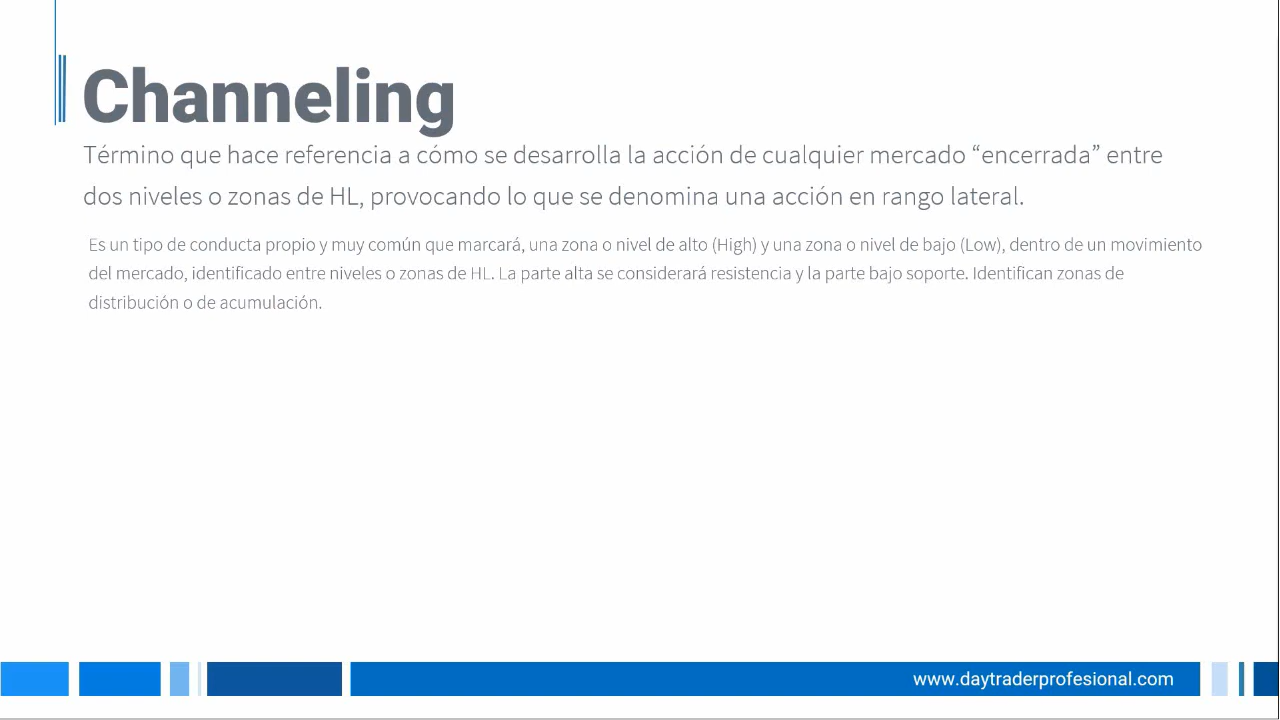 Channeling
Término que hace referencia a cómo se desarrolla la acción de cualquier mercado “encerrada” entre
dos niveles o zonas de HL, provocando lo que se denomina una acción en rango lateral.
Es un tipo de conducta propio y muy común que marcará, una zona o nivel de alto (High) y una zona o nivel de bajo (Low), dentro de un movimiento
del mercado, identificado entre niveles o zonas de HL. La parte alta se considerará resistencia y la parte bajo soporte. Identifican zonas de
distribución o de acumulación.
www.daytraderprofesional.com